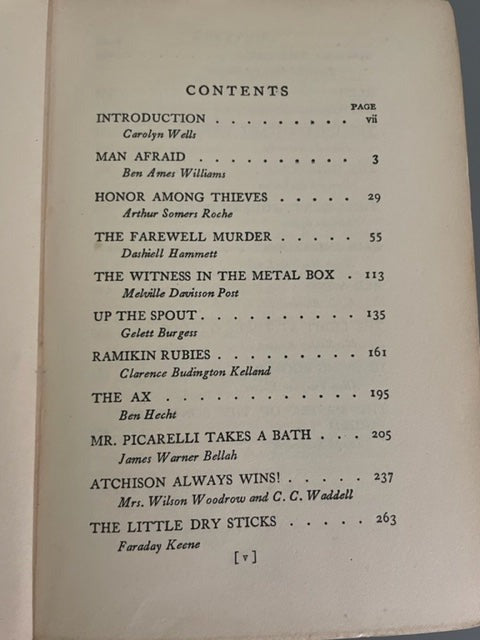 CONTENTS
PAGE
INTRODUCTION . . . . . . . . . vii
Carolyn Wells
MAN AFRAID . . . . . . . . . . 3
Ben Ames Williams
HONOR AMONG THIEVES . . . . . 29
Arthur Somers Roche
THE FAREWELL MURDER . . . . . 55
Dashiell Hammett
THE WITNESS IN THE METAL BOX . 113
Melville Davisson Post
UP THE SPOUT . . . . . . . . . . 135
Gelett Burgess
RAMIKIN RUBIES . . . . . . . . . 161
Clarence Budington Kelland
THE AX . . . . . . . . . . . . 195
Ben Hecht
MR. PICARELLI TAKES A BATH . . . 205
James Warner Bellah
ATCHISON ALWAYS WINS! . . . . . 237
Mrs. Wilson Woodrow and C. C. Waddell
THE LITTLE DRY STICKS . . . . . 263
Faraday Keene
[ v ]